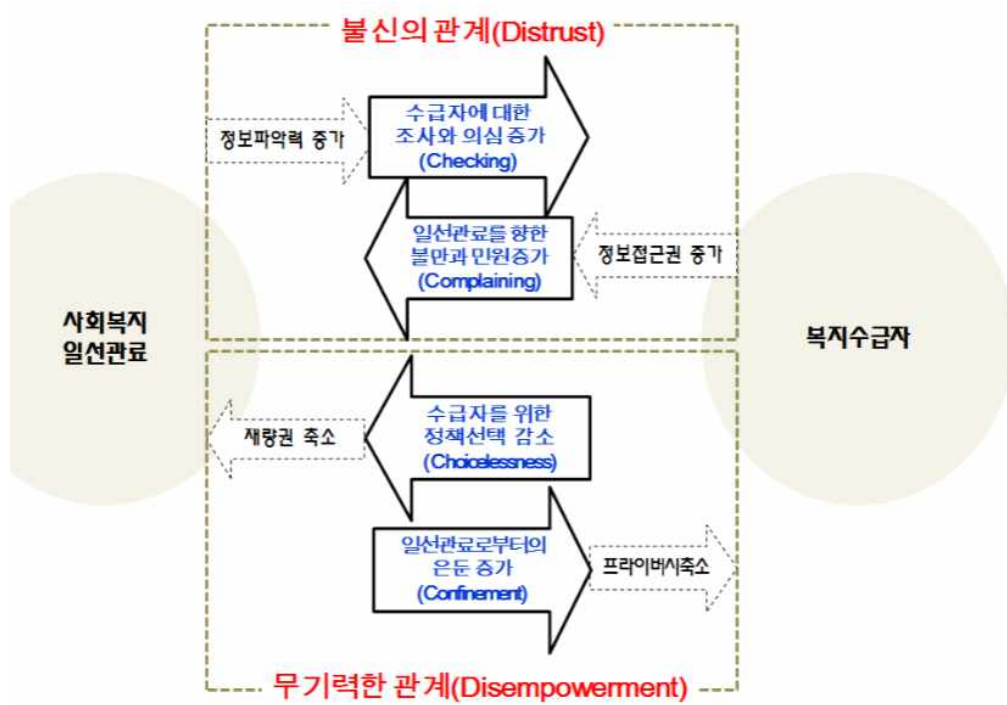 불신의 관계(Distrust)
정보파악력 증가
수급자에 대한
조사와 의심 증가
(Checking)
일선관료를 향한
불만과 민원증가
(Complaining)
정보접근권 증가
사회복지
일선관료
복지수급자
수급자를 위한
정책선택 감소
(Choicelessness)
재량권 축소
일선관료로부터의
은둔 증가
(Confinement)
프라이버시축소
무기력한 관계(Disempowerment)